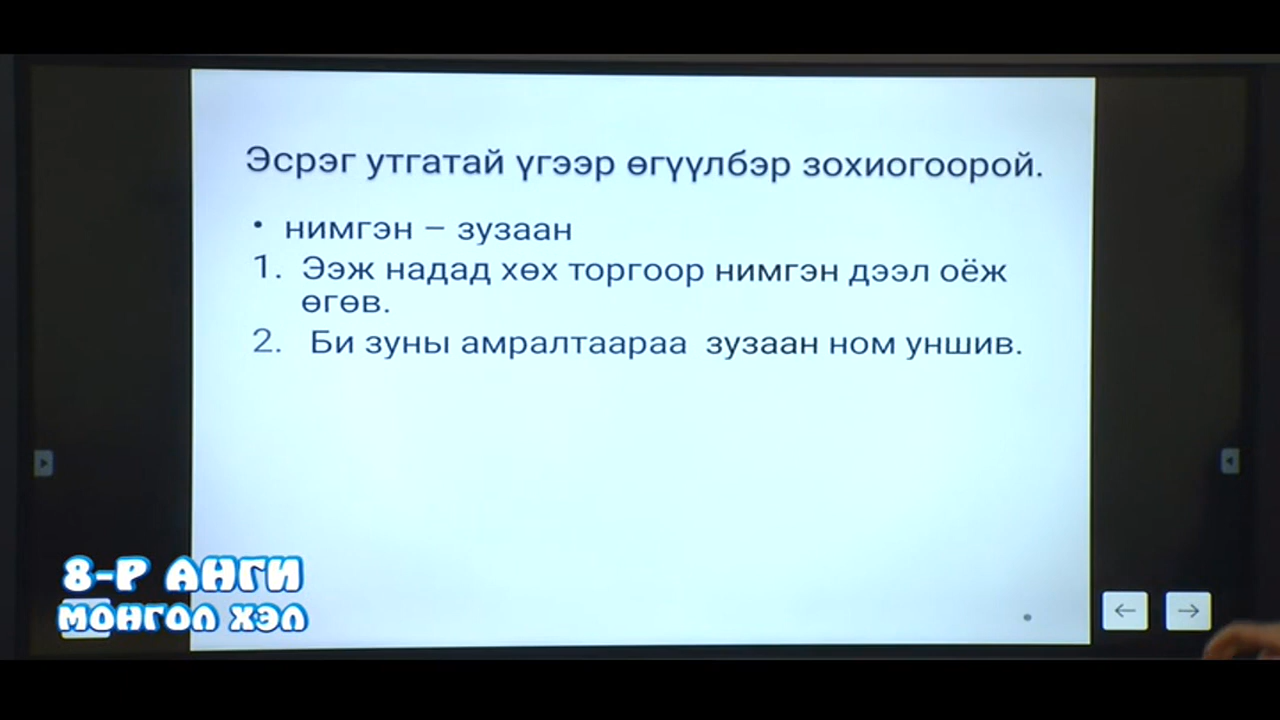 Эсрэг утгатай үгээр өгүүлбэр зохиогоорой.
• нимгэн – зузаан
1. Ээж надад хөх торгоор нимгэн дээл оёж
өгөв.
2. Би зуны амралтаараа зузаан ном уншив.
8-Р АНГИ
МОНГОЛ ХЭЛ